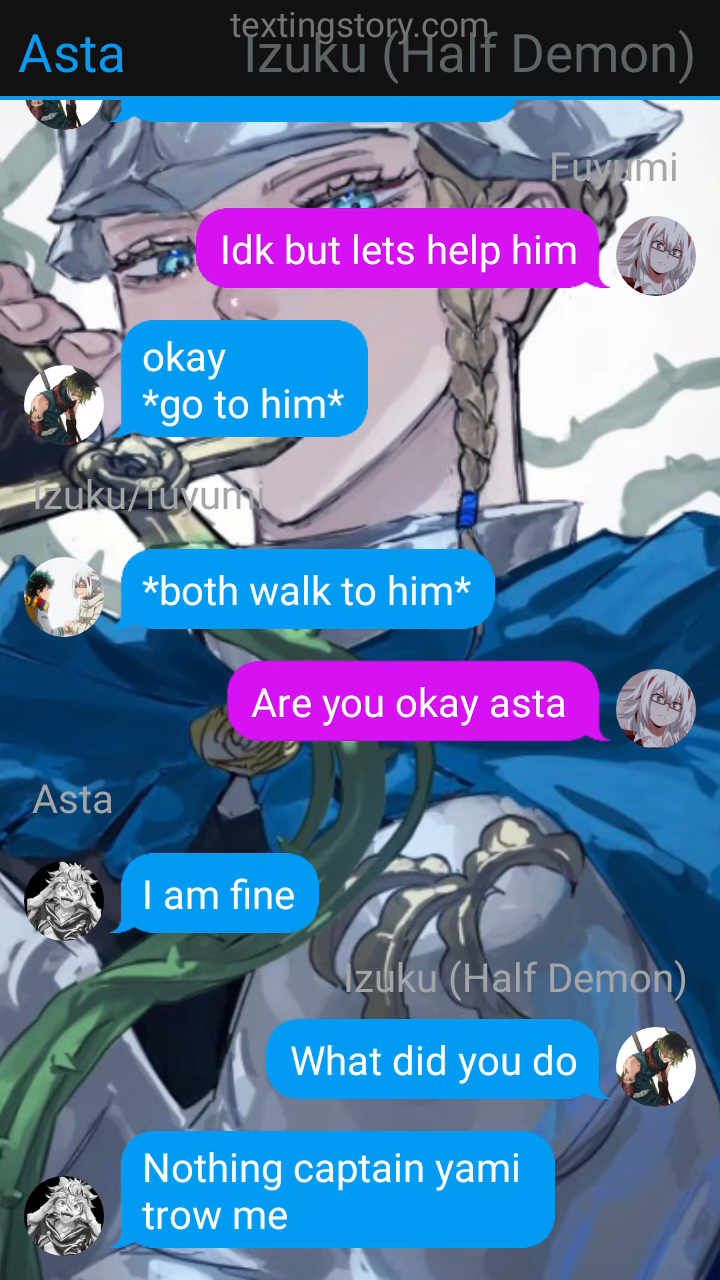 textingstory.com
Asta
Izuku (Half Demon)
Fuyumi
Idk but lets help him
okay
*go to him*
Izuku/fuyumi
*both walk to him*
Are you okay asta
Asta
I am fine
Izuku (Half Demon)
What did you do
Nothing captain yami
trow me